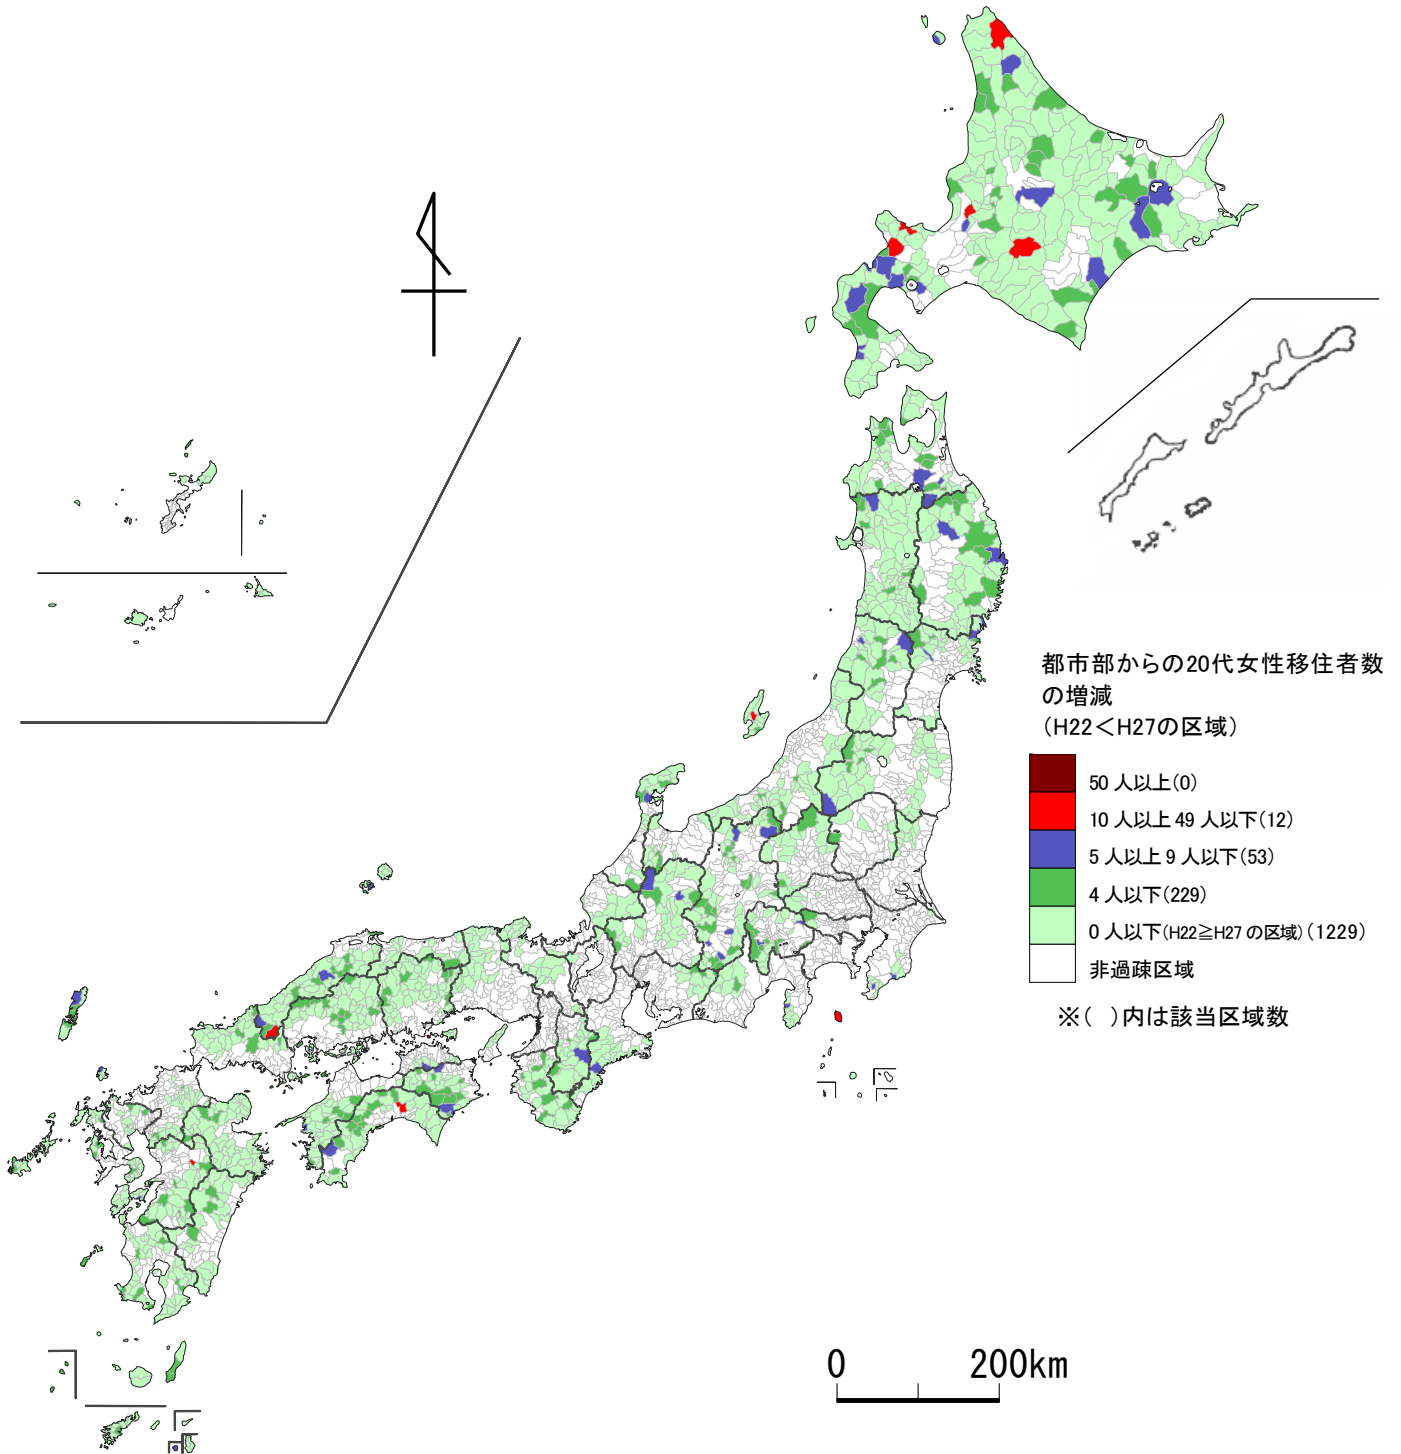 都市部からの20代女性移住者数
の増減
(H22＜H27の区域)
50 人以上(0)
10 人以上 49 人以下(12)
5 人以上 9 人以下(53)
4 人以下(229)
0 人以下(H22≧H27 の区域)(1229)
非過疎区域
※( )内は該当区域数
0 200km